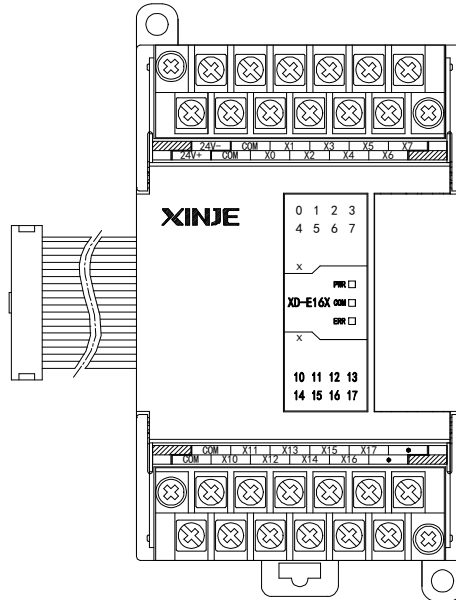 24V- COM X1 X3 X5 X7
24V+ COM X0 X2 X4 X6
XINJE
0 1 2 3
4 5 6 7
X
PWR
XD-E16X COM
ERR
X
10 11 12 13
14 15 16 17
COM X11 X13 X15 X17 •
COM X10 X12 X14 X16 •